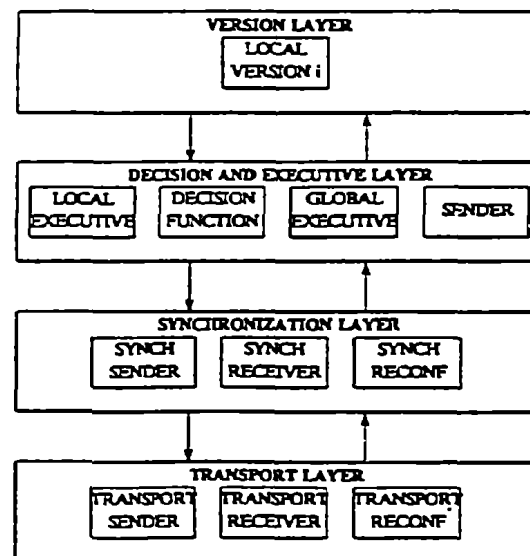 VERSION LAYER
LOCAL
VERSION i
DECISION AND EXECUTIVE LAYER
LOCAL
EXECUTIVE
DECISION
FUNCTION
GLOBAL
EXECUTIVE
SENDER
SYNCHRONIZATION LAYER
SYNCH
SENDER
SYNCH
RECEIVER
SYNCH
RECONF
TRANSPORT LAYER
TRANSPORT
SENDER
TRANSPORT
RECEIVER
TRANSPORT
RECONF